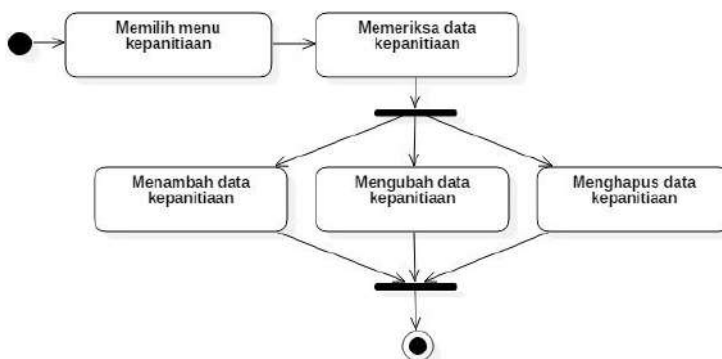 Memilih menu
kepanitiaan
Memeriksa data
kepanitiaan
Menambah data
kepanitiaan
Mengubah data
kepanitiaan
Menghapus data
kepanitiaan